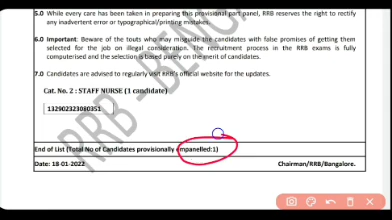 5.0 While every care has been taken in preparing this provisional part panel, RRB reserves the right to rectify
any inadvertent error or typographical/printing mistakes.
6.0 Important: Beware of the touts who may misguide the candidates with false promises of getting them
selected for the job on illegal consideration. The recruitment process in the RRB exams is fully
computerised and the selection is based purely on the merit of candidates.
7.0 Candidates are advised to regularly visit RRB's official website for the updates.
Cat. No. 2 : STAFF NURSE (1 candidate)
132902323080351
End of List (Total No of Candidates provisionally empanelled:1)
Date: 18-01-2022 Chairman/RRB/Bangalore.